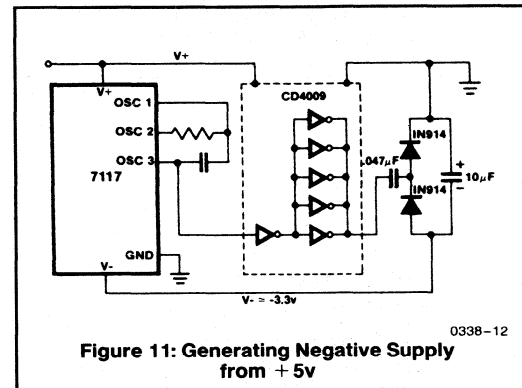 V+
V+
OSC 1
OSC 2
OSC 3
7117
GND
V-
CD4009
.047µF
IN914
IN914
+
10µF
−
V- ≃ -3.3v
0338-12
Figure 11: Generating Negative Supply
from + 5v